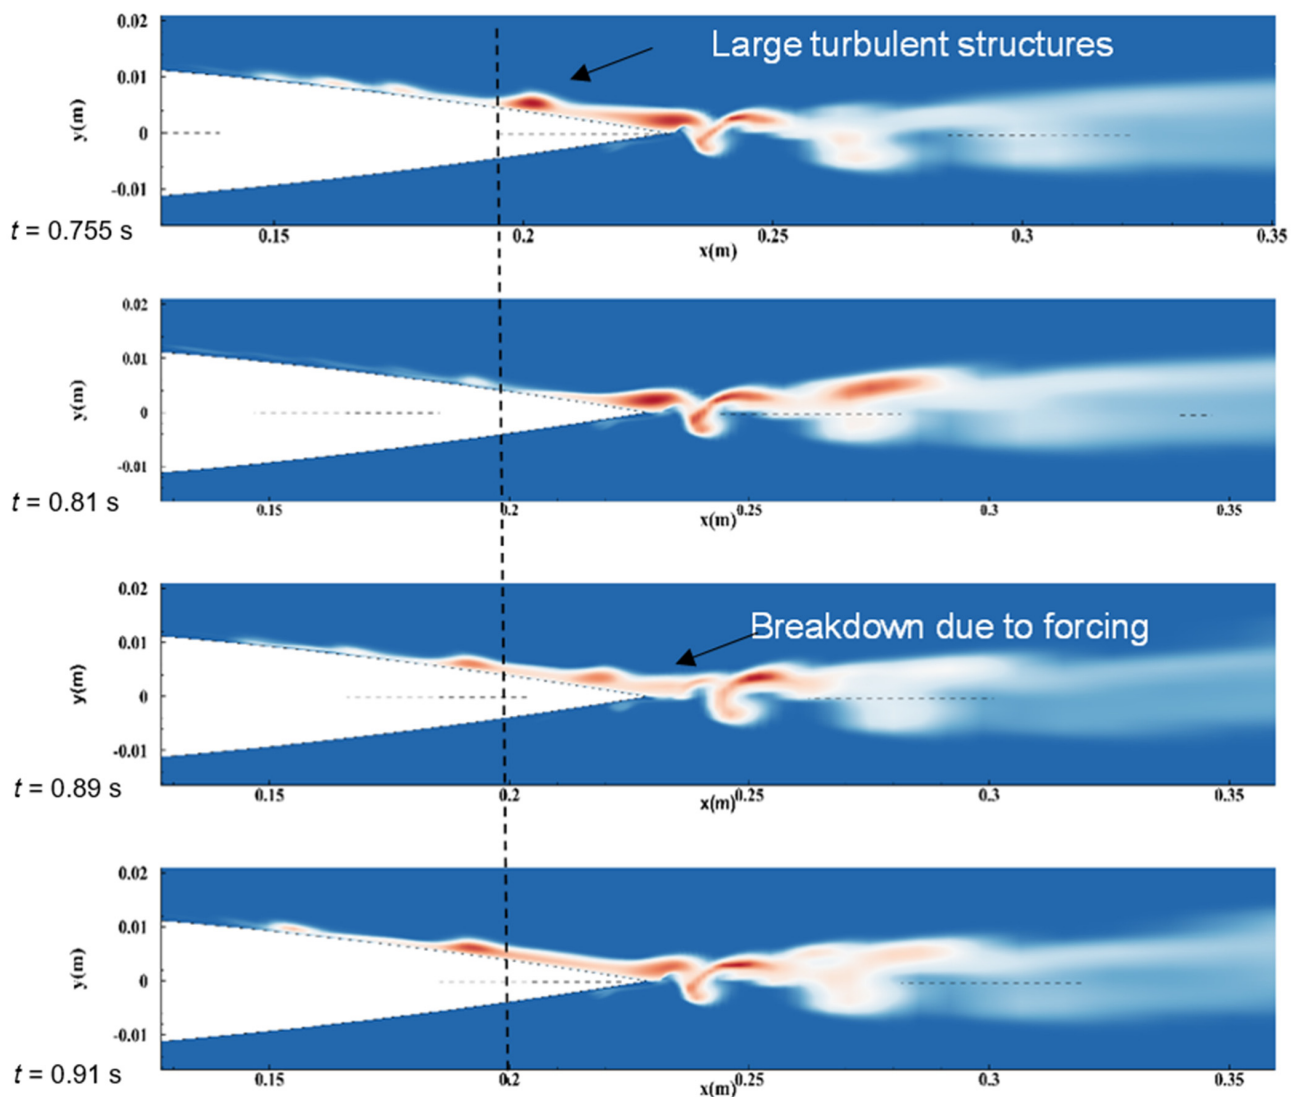 0.02
Large turbulent structures
0.01
y(m)
0
-0.01
t = 0.755 s
0.15 0.2 0.25 0.3 0.35
x(m)
0.02
0.01
y(m)
0
-0.01
t = 0.81 s
0.15 0.2 0.25 0.3 0.35
x(m)
0.02
Breakdown due to forcing
0.01
y(m)
0
-0.01
t = 0.89 s
0.15 0.2 0.25 0.3 0.35
x(m)
0.02
0.01
y(m)
0
-0.01
t = 0.91 s
0.15 0.2 0.25 0.3 0.35
x(m)